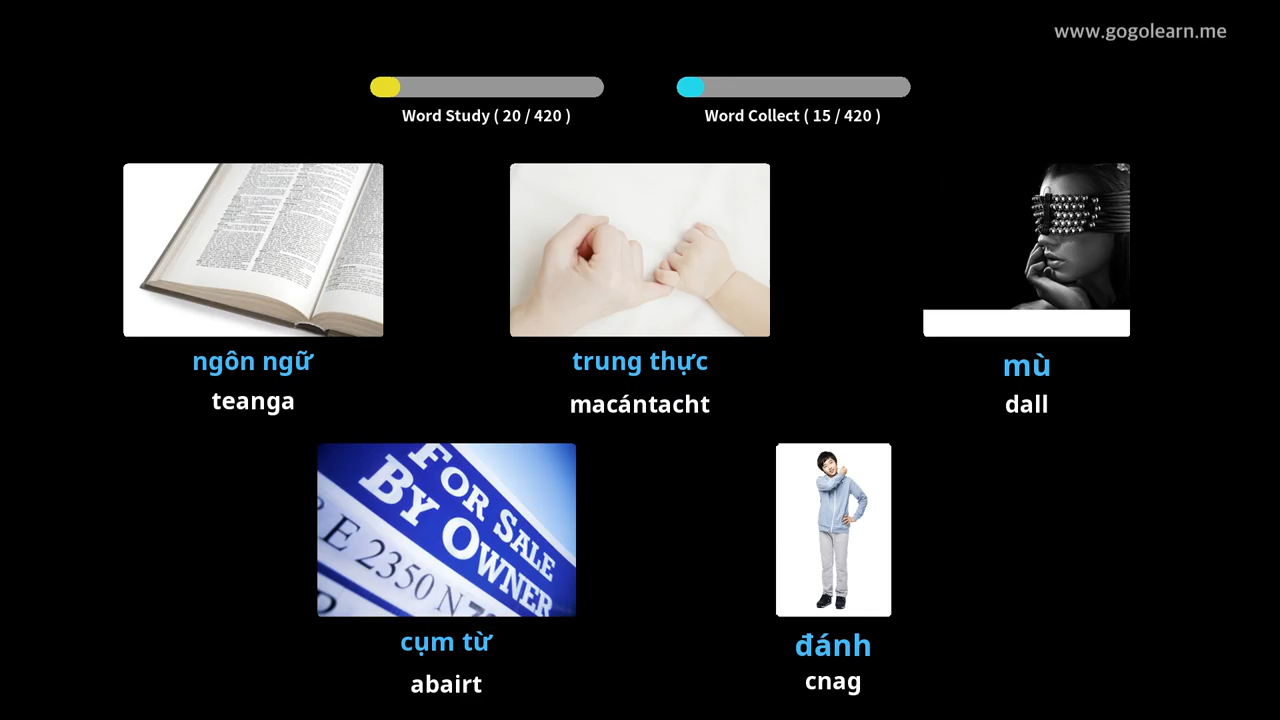 www.gogolearn.me
Word Study ( 20 / 420 )
Word Collect ( 15 / 420 )
ngôn ngữ
teanga
trung thực
macántacht
mù
dall
FOR SALE
BY OWNER
E 2350 N
cụm từ
abairt
đánh
cnag